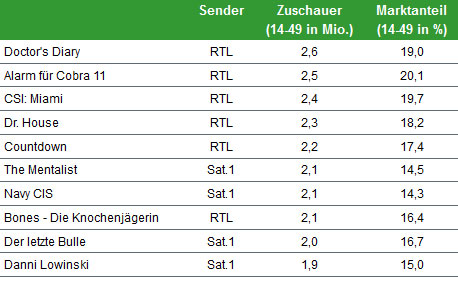 Sender Zuschauer Marktanteil
(14-49 in Mio.) (14-49 in %)
Doctor's Diary RTL 2,6 19,0
Alarm für Cobra 11 RTL 2,5 20,1
CSI: Miami RTL 2,4 19,7
Dr. House RTL 2,3 18,2
Countdown RTL 2,2 17,4
The Mentalist Sat.1 2,1 14,5
Navy CIS Sat.1 2,1 14,3
Bones - Die Knochenjägerin RTL 2,1 16,4
Der letzte Bulle Sat.1 2,0 16,7
Danni Lowinski Sat.1 1,9 15,0